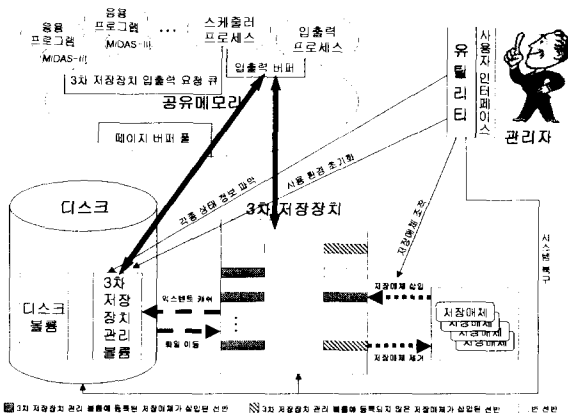 응용
프로그램
(MIDAS-III)
응용
프로그램
(MIDAS-III)
...
스케줄러
프로세스
입출력
프로세스
3차 저장장치 입출력 요청 큐
입출력 버퍼
공유메모리
페이지 버퍼 풀
유틸리티
사용자 인터페이스
관리자
각종 상태 정보 파악
사용 환경 초기화
저장매체 조작
시스템 복구
디스크
3차 저장장치
디스크
볼륨
3차
저장
장치
관리
볼륨
익스텐트 캐쉬
화일 이동
저장매체 삽입
저장매체 제거
저장매체
저장매체
저장매체
저장매체
3차 저장장치 관리 볼륨에 등록된 저장매체가 삽입된 선반
3차 저장장치 관리 볼륨에 등록되지 않은 저장매체가 삽입된 선반
빈 선반